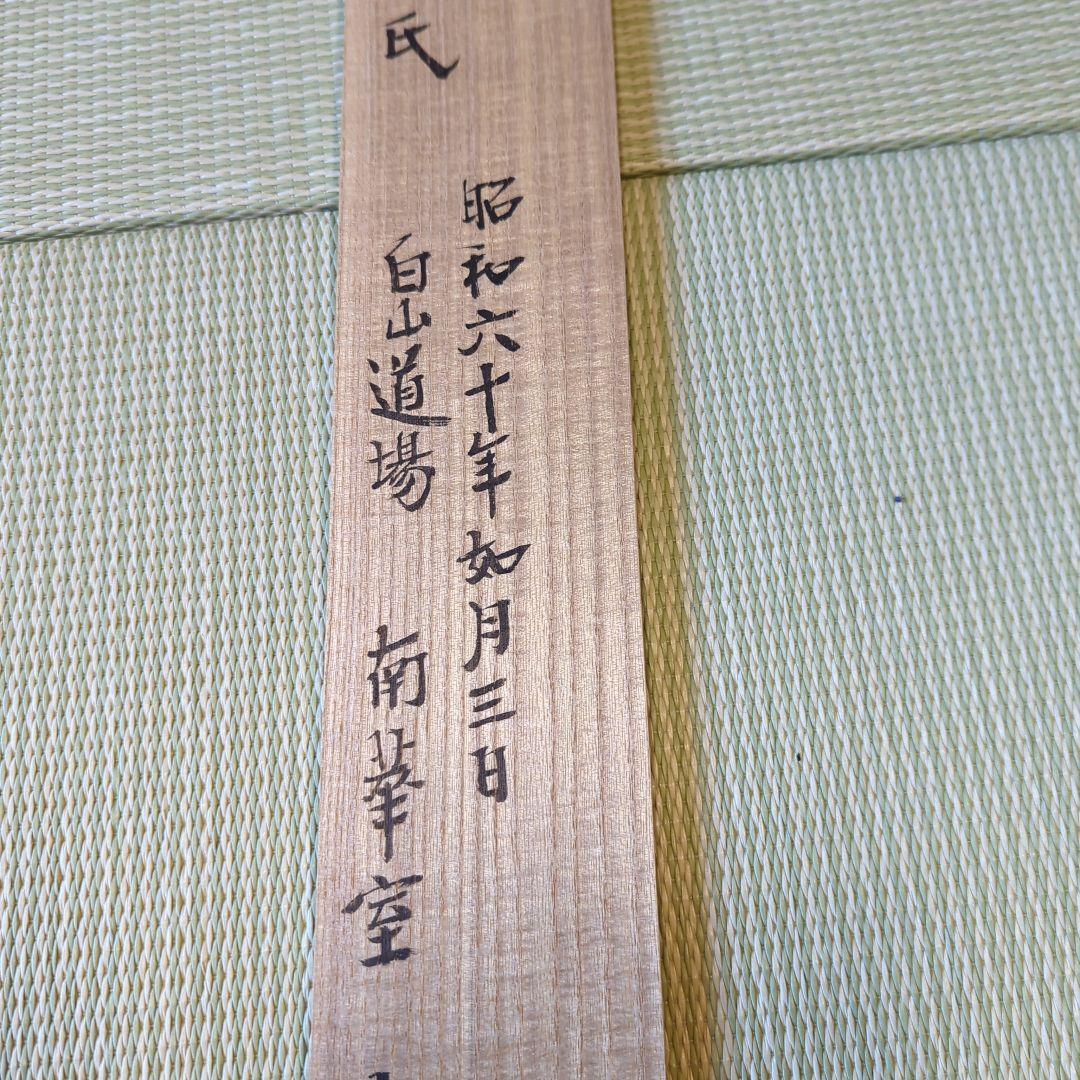 昭和六十年如月三日
氏 白山道場 南華室